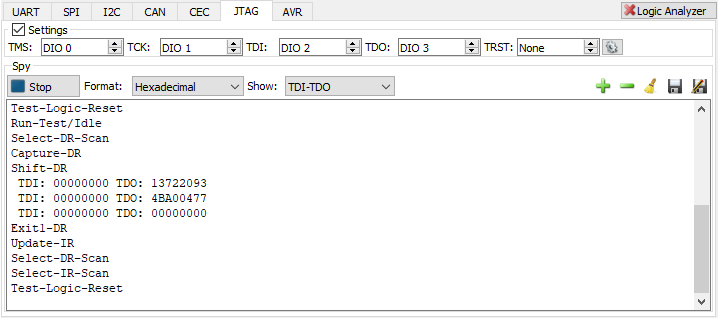 UART SPI I2C CAN CEC JTAG AVR Logic Analyzer
Settings
TMS: DIO 0 TCK: DIO 1 TDI: DIO 2 TDO: DIO 3 TRST: None
Spy
Stop Format: Hexadecimal Show: TDI-TDO
Test-Logic-Reset
Run-Test/Idle
Select-DR-Scan
Capture-DR
Shift-DR
TDI: 00000000 TDO: 13722093
TDI: 00000000 TDO: 4BA00477
TDI: 00000000 TDO: 00000000
Exit1-DR
Update-IR
Select-DR-Scan
Select-IR-Scan
Test-Logic-Reset